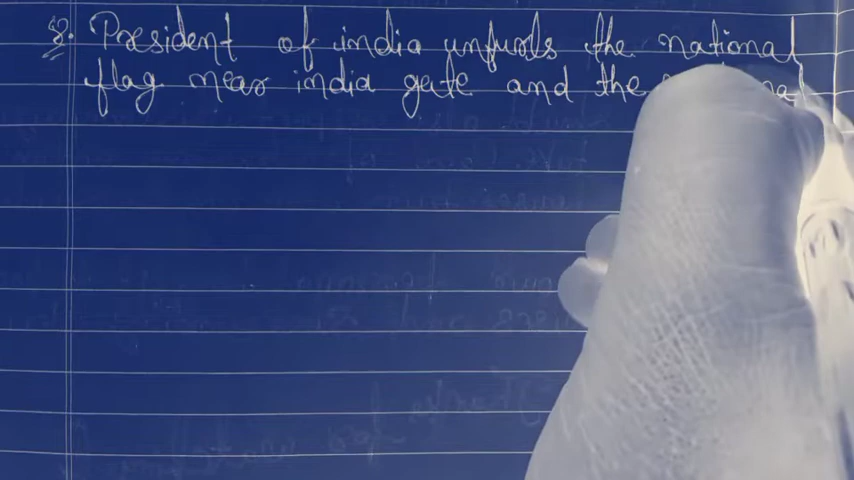 8. President of india unfurls the national
flag near india gate and the